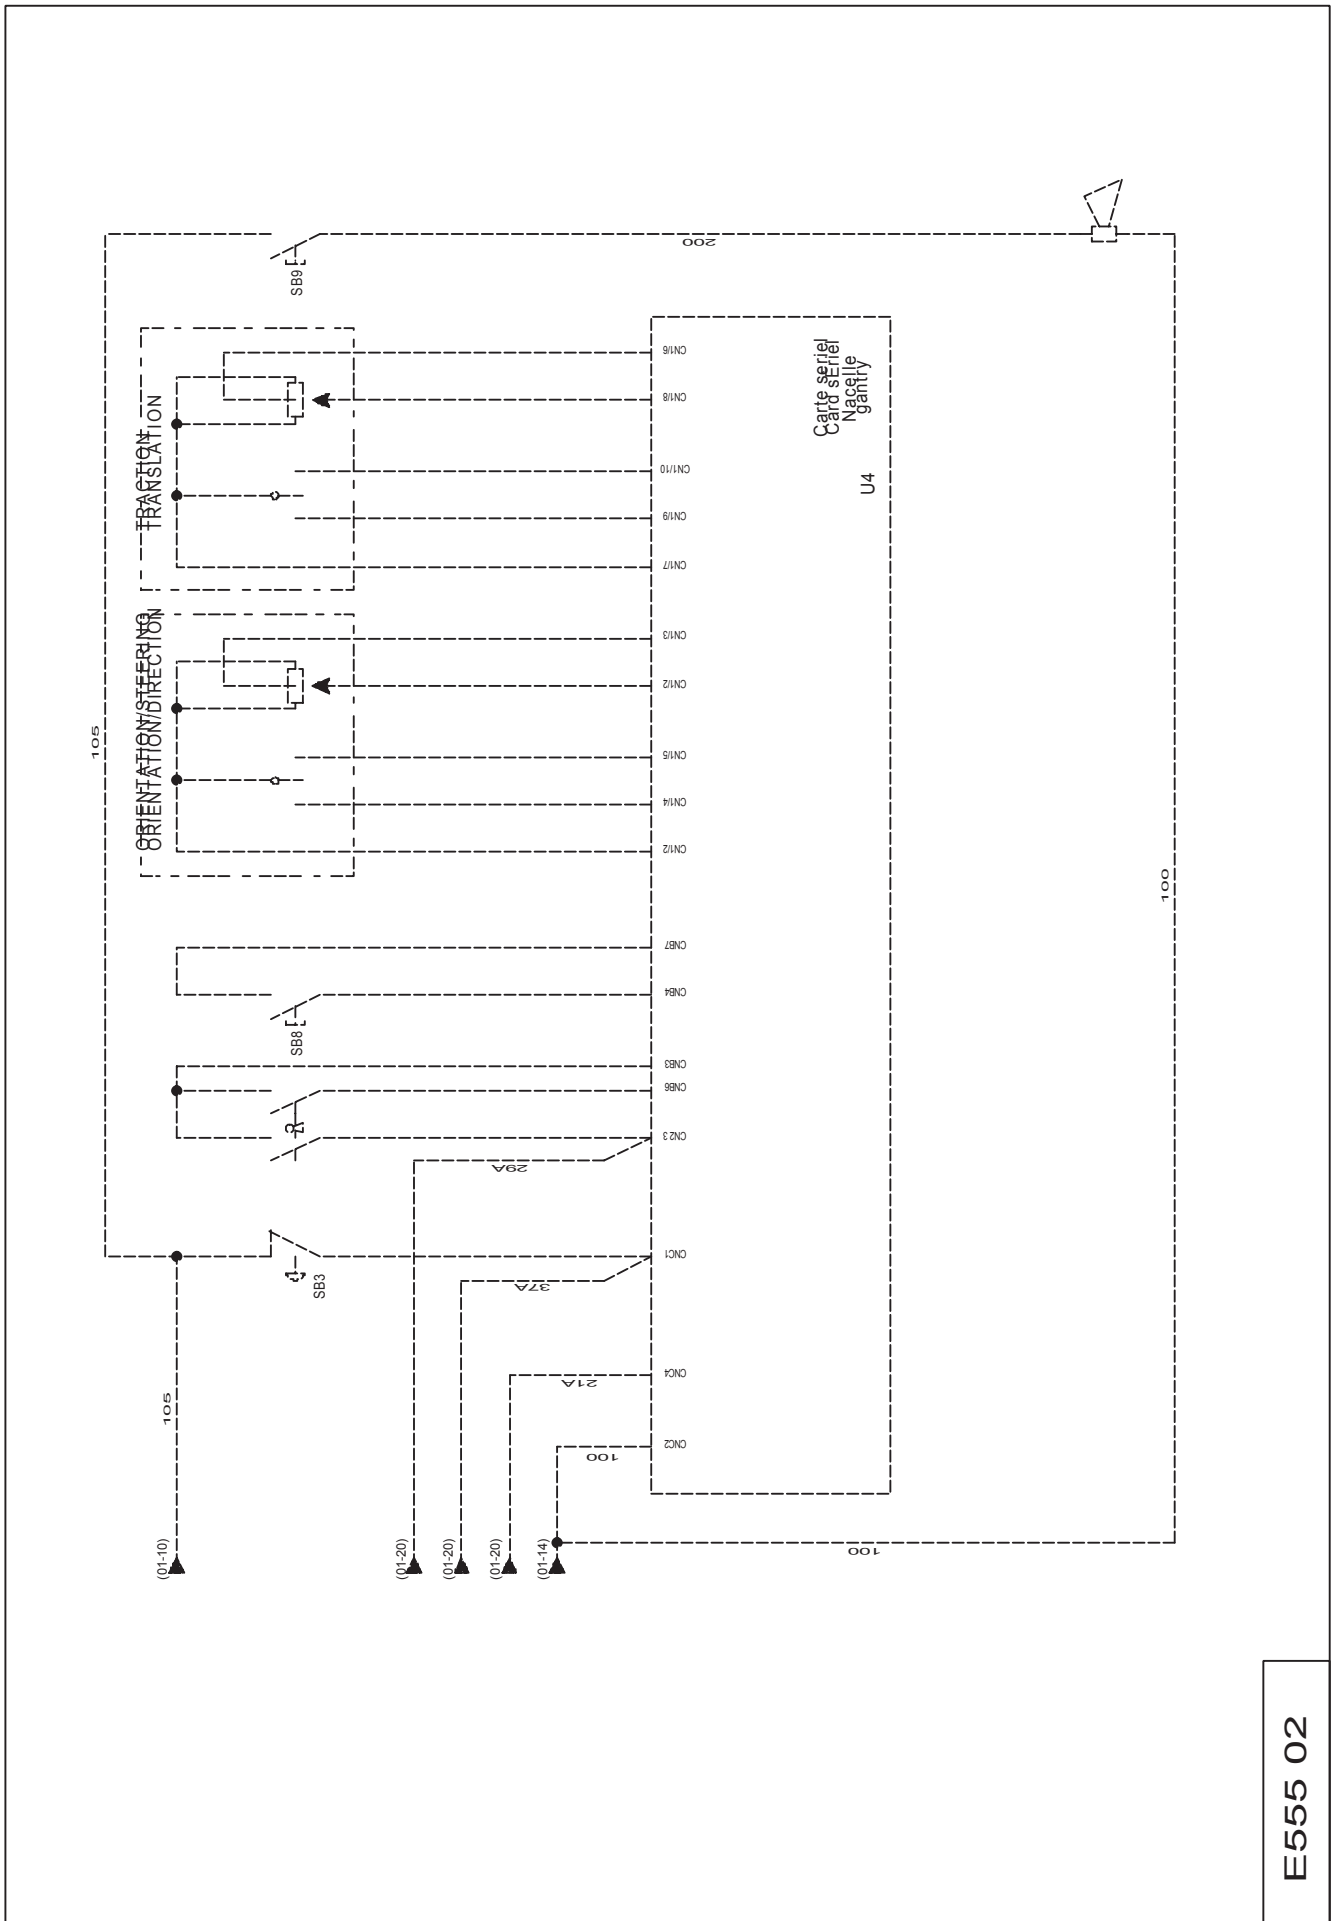 200
SB9
CN1/6
CN1/8
CN1/10
CN1/9
CN1/7
Carte seriel
Card sEriel
Nacelle
gantry
U4
TRACTION
TRANSLATION
CN1/3
CN1/2
CN1/5
CN1/4
CN1/2
ORIENTATION/STEERING
ORIENTATION/DIRECTION
105
100
CNB7
CNB4
SB8
CNB3
CNB6
CN2 3
29A
CNC1
SB3
37A
CNC4
21A
105
CNC2
100
(01-10)
(01-20)
(01-20)
(01-20)
(01-14)
100
E555 02